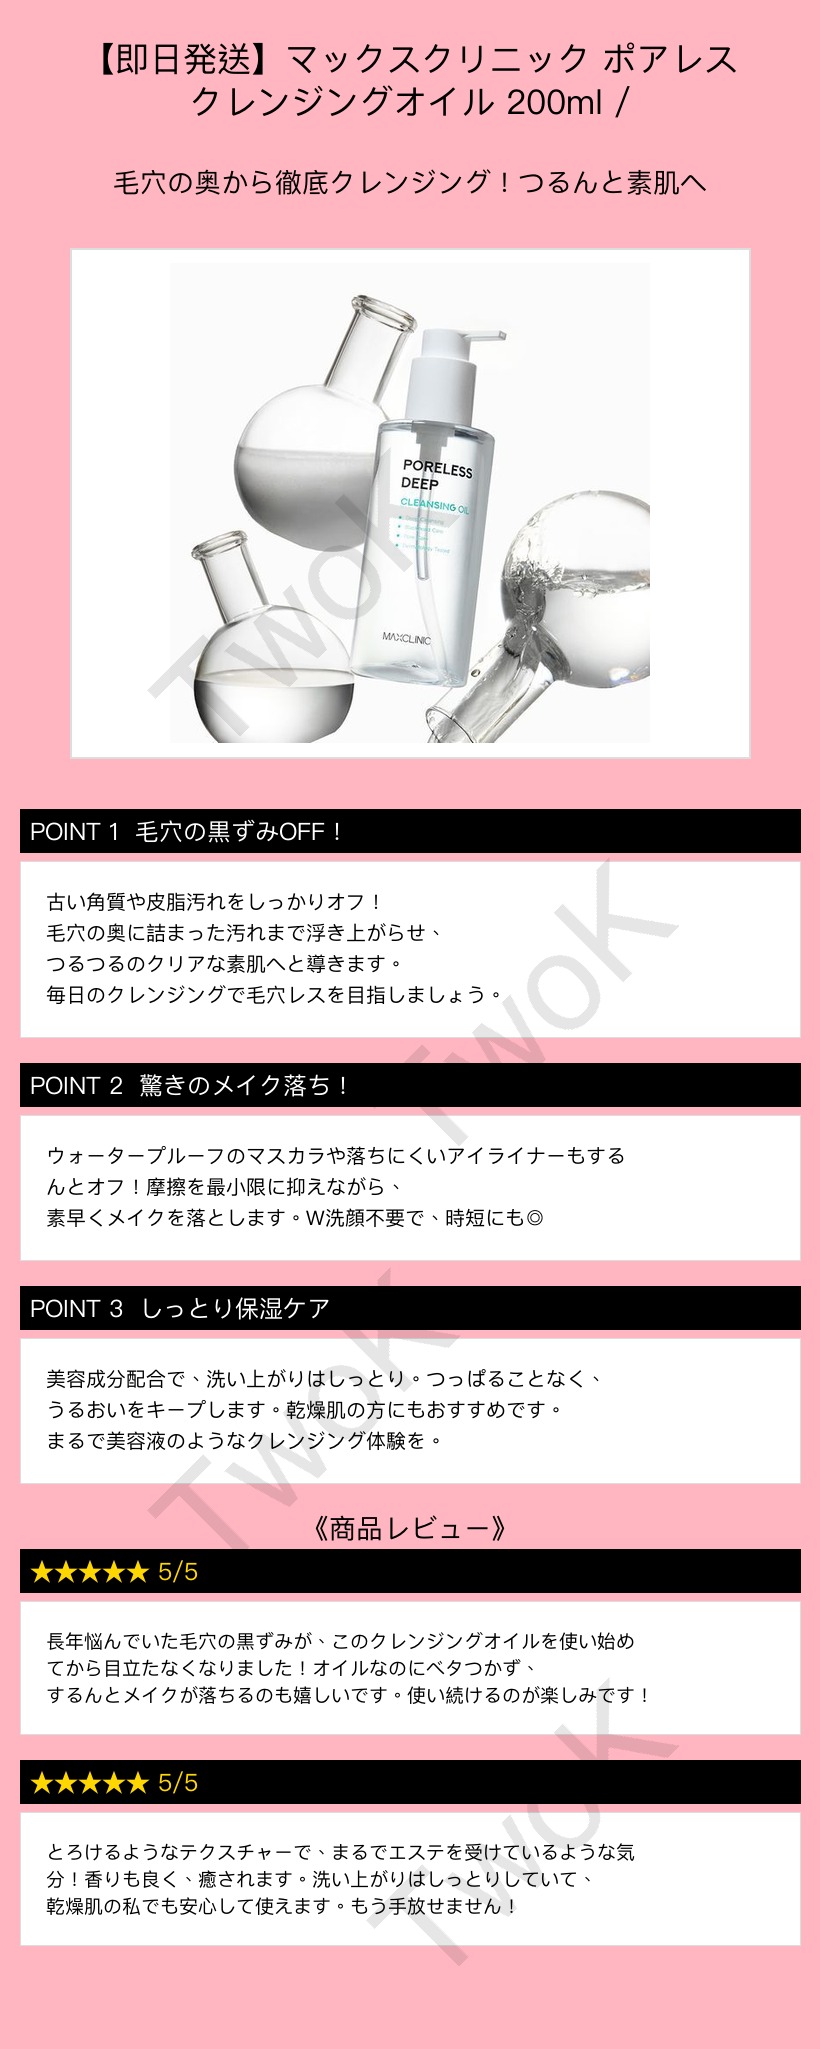 【即日発送】マックスクリニック ポアレス
クレンジングオイル 200ml /
毛穴の奥から徹底クレンジング！つるんと素肌へ
PORELESS
DEEP
CLEANSING OIL
MAXCLINIC
TwoK
POINT 1 毛穴の黒ずみOFF！
古い角質や皮脂汚れをしっかりオフ！
毛穴の奥に詰まった汚れまで浮き上がらせ、
つるつるのクリアな素肌へと導きます。
毎日のクレンジングで毛穴レスを目指しましょう。
TwoK
POINT 2 驚きのメイク落ち！
ウォータープルーフのマスカラや落ちにくいアイライナーもする
んとオフ！摩擦を最小限に抑えながら、
素早くメイクを落とします。W洗顔不要で、時短にも◎
POINT 3 しっとり保湿ケア
美容成分配合で、洗い上がりはしっとり。つっぱることなく、
うるおいをキープします。乾燥肌の方にもおすすめです。
まるで美容液のようなクレンジング体験を。
TwoK
《商品レビュー》
★★★★★ 5/5
長年悩んでいた毛穴の黒ずみが、このクレンジングオイルを使い始め
てから目立たなくなりました！オイルなのにベタつかず、
するんとメイクが落ちるのも嬉しいです。使い続けるのが楽しみです！
★★★★★ 5/5
とろけるようなテクスチャーで、まるでエステを受けているような気
分！香りも良く、癒されます。洗い上がりはしっとりしていて、
乾燥肌の私でも安心して使えます。もう手放せません！
TwoK